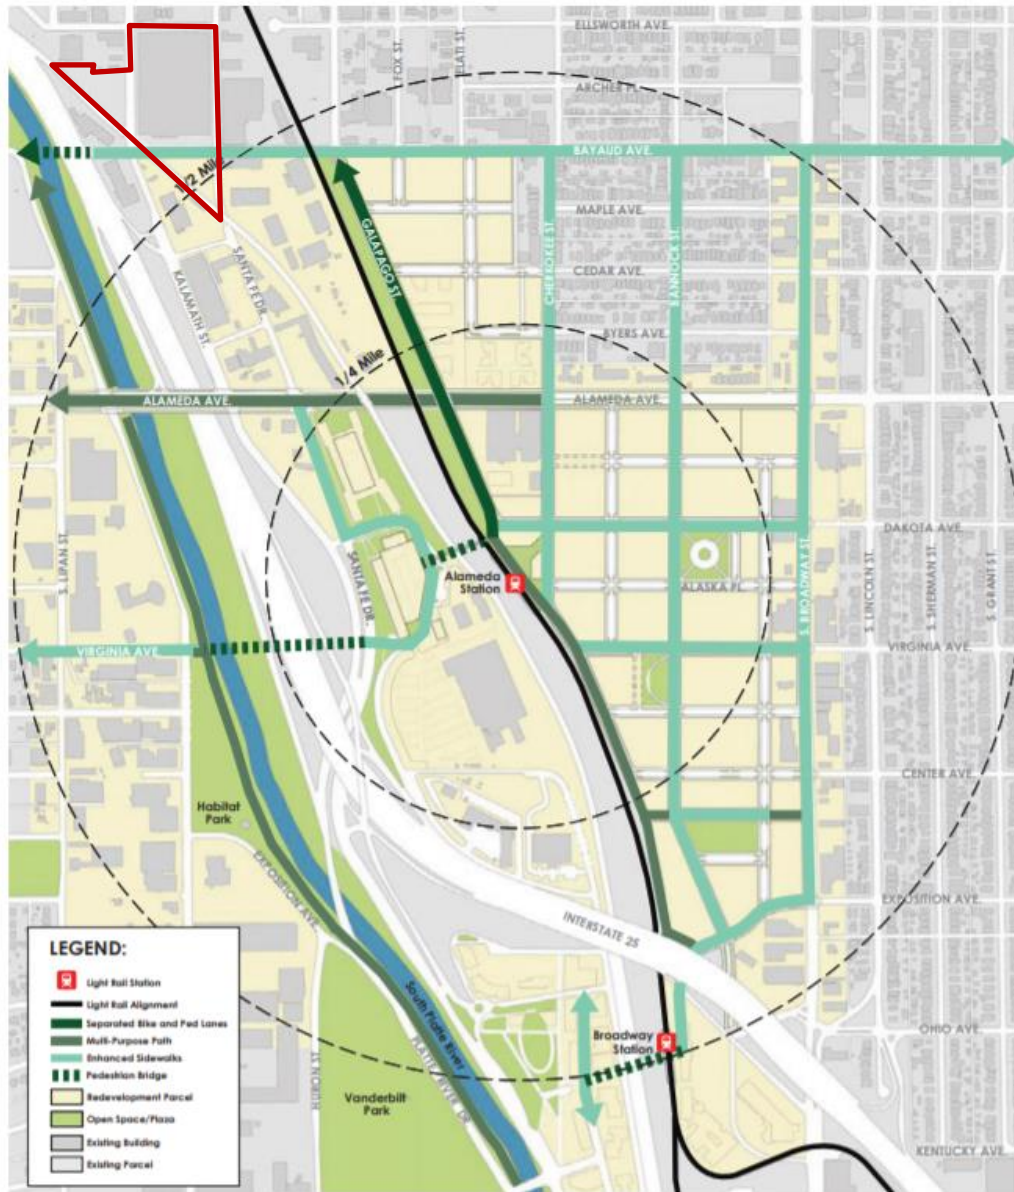 ELLSWORTH AVE.
FOX ST.
ELATI ST.
ARCHER PL.
BAYAUD AVE.
1/2 Mile
MAPLE AVE.
GALAPAGO ST.
CHEROKEE ST.
BANNOCK ST.
SANTA FE DR.
KALAMATH ST.
CEDAR AVE.
BYERS AVE.
1/4 Mile
ALAMEDA AVE.
ALAMEDA AVE.
DAKOTA AVE.
S. LIPAN ST.
SANTA FE DR.
Alameda
Station
ALASKA PL.
S. BROADWAY ST.
S. LINCOLN ST.
S. SHERMAN ST.
S. GRANT ST.
VIRGINIA AVE.
VIRGINIA AVE.
CENTER AVE.
Habitat
Park
EXPOSITION AVE.
EXPOSITION AVE.
INTERSTATE 25
LEGEND:
Light Rail Station
Light Rail Alignment
Separated Bike and Ped Lanes
Multi-Purpose Path
Enhanced Sidewalks
Pedestrian Bridge
Redevelopment Parcel
Open Space/Plaza
Existing Building
Existing Parcel
South Platte River
PLATTE RIVER DR.
HURON ST.
Vanderbilt
Park
Broadway
Station
OHIO AVE.
KENTUCKY AVE.